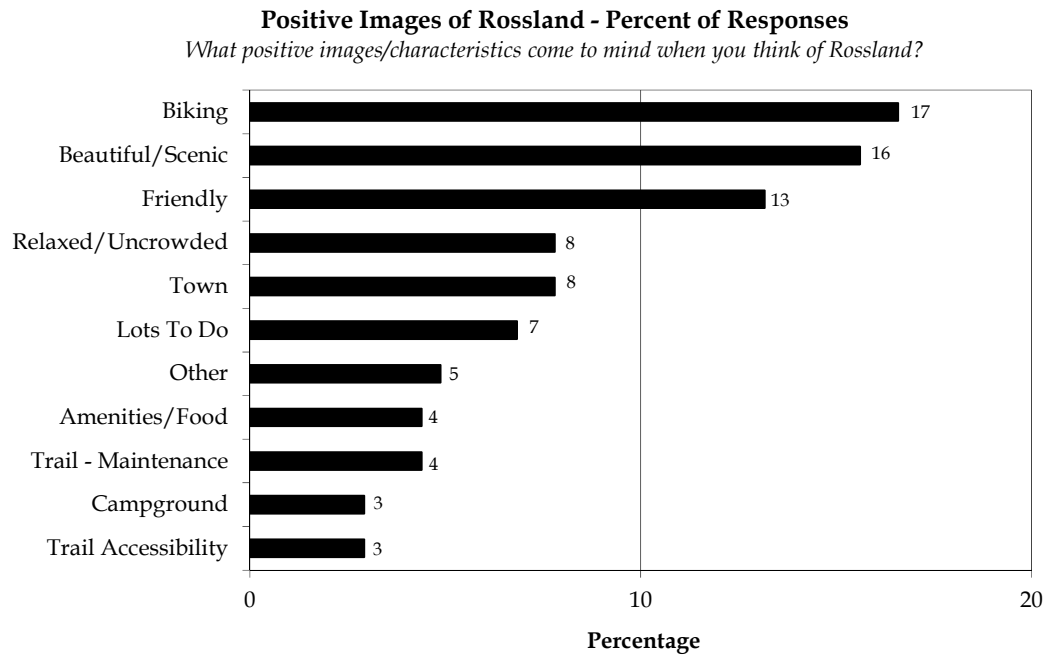 Positive Images of Rossland - Percent of Responses
What positive images/characteristics come to mind when you think of Rossland?
Biking 17
Beautiful/Scenic 16
Friendly 13
Relaxed/Uncrowded 8
Town 8
Lots To Do 7
Other 5
Amenities/Food 4
Trail - Maintenance 4
Campground 3
Trail Accessibility 3
0 10 20
Percentage